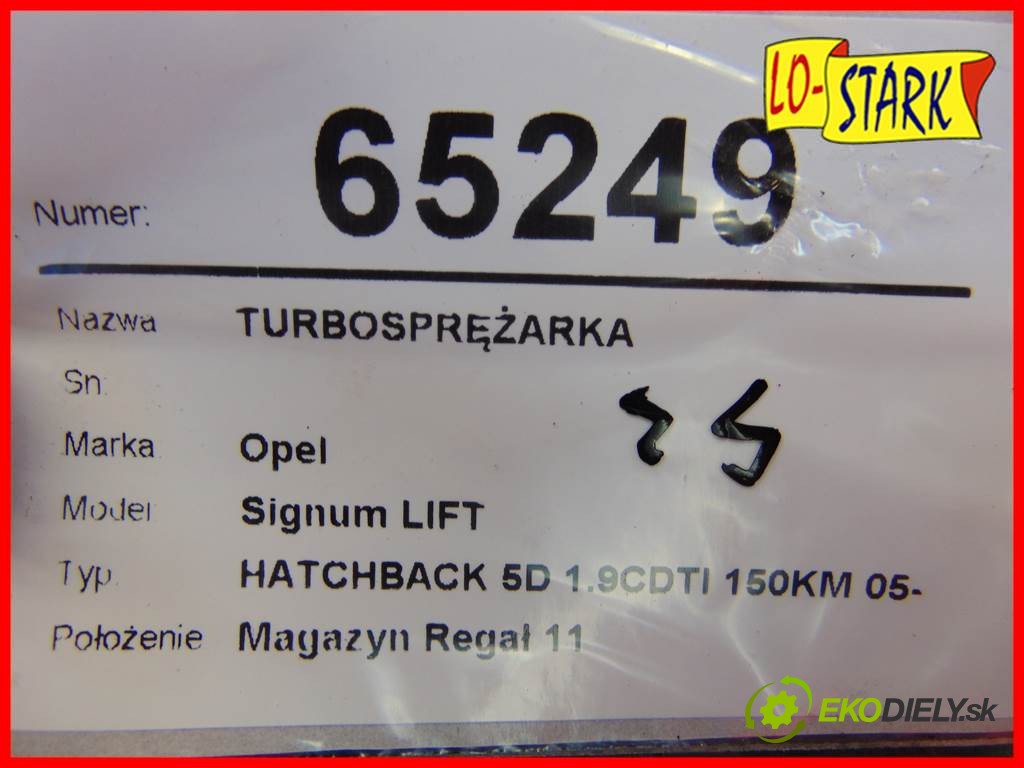 LO-STARK
Numer: 65249
Nazwa TURBOSPRĘŻARKA
Sn:
Marka Opel
Model Signum LIFT
Typ HATCHBACK 5D 1.9CDTI 150KM 05-
Położenie Magazyn Regał 11
EKODIELY.sk